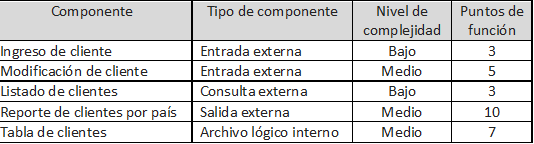 Componente Tipo de componente Nivel de complejidad Puntos de función
Ingreso de cliente Entrada externa Bajo 3
Modificación de cliente Entrada externa Medio 5
Listado de clientes Consulta externa Bajo 3
Reporte de clientes por país Salida externa Medio 10
Tabla de clientes Archivo lógico interno Medio 7